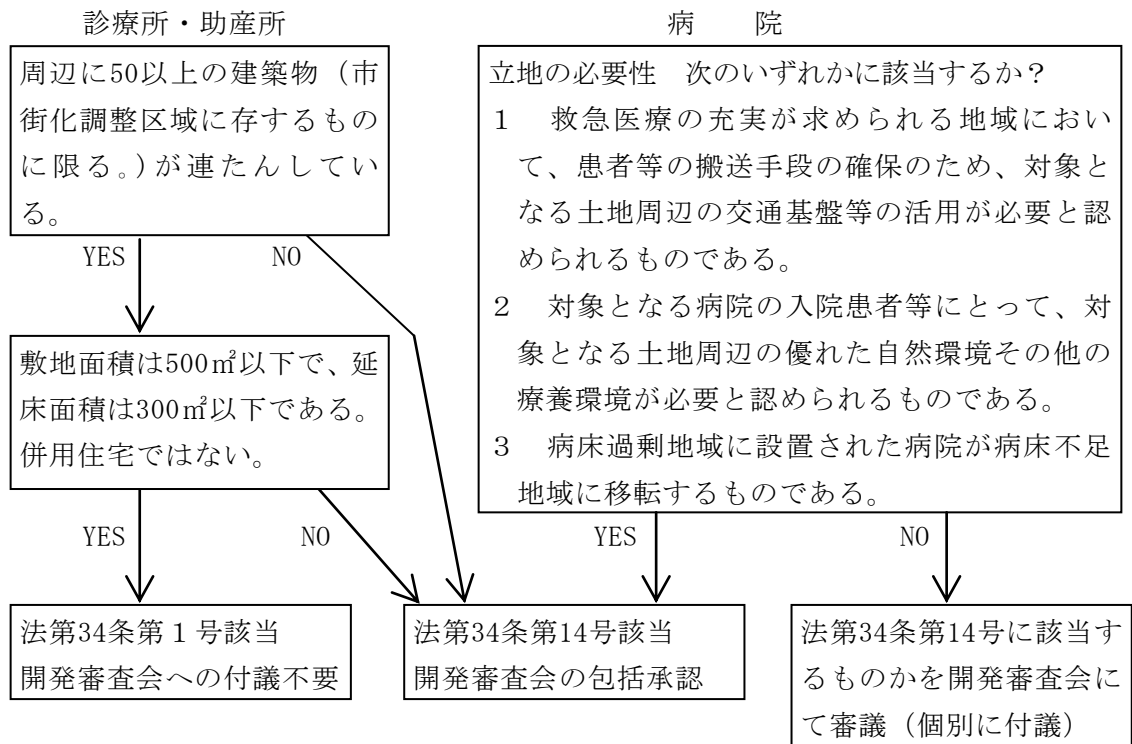 診療所・助産所
周辺に50以上の建築物(市
街化調整区域に存するもの
に限る。)が連たんしてい
る。
YES NO
敷地面積は500㎡以下で、延
床面積は300㎡以下である。
併用住宅ではない。
YES NO
法第34条第1号該当
開発審査会への付議不要
病 院
立地の必要性 次のいずれかに該当するか?
1 救急医療の充実が求められる地域におい
て、患者等の搬送手段の確保のため、対象と
なる土地周辺の交通基盤等の活用が必要と認
められるものである。
2 対象となる病院の入院患者等にとって、対
象となる土地周辺の優れた自然環境その他の
療養環境が必要と認められるものである。
3 病床過剰地域に設置された病院が病床不足
地域に移転するものである。
YES NO
法第34条第14号該当
開発審査会の包括承認
法第34条第14号に該当す
るものかを開発審査会に
て審議(個別に付議)